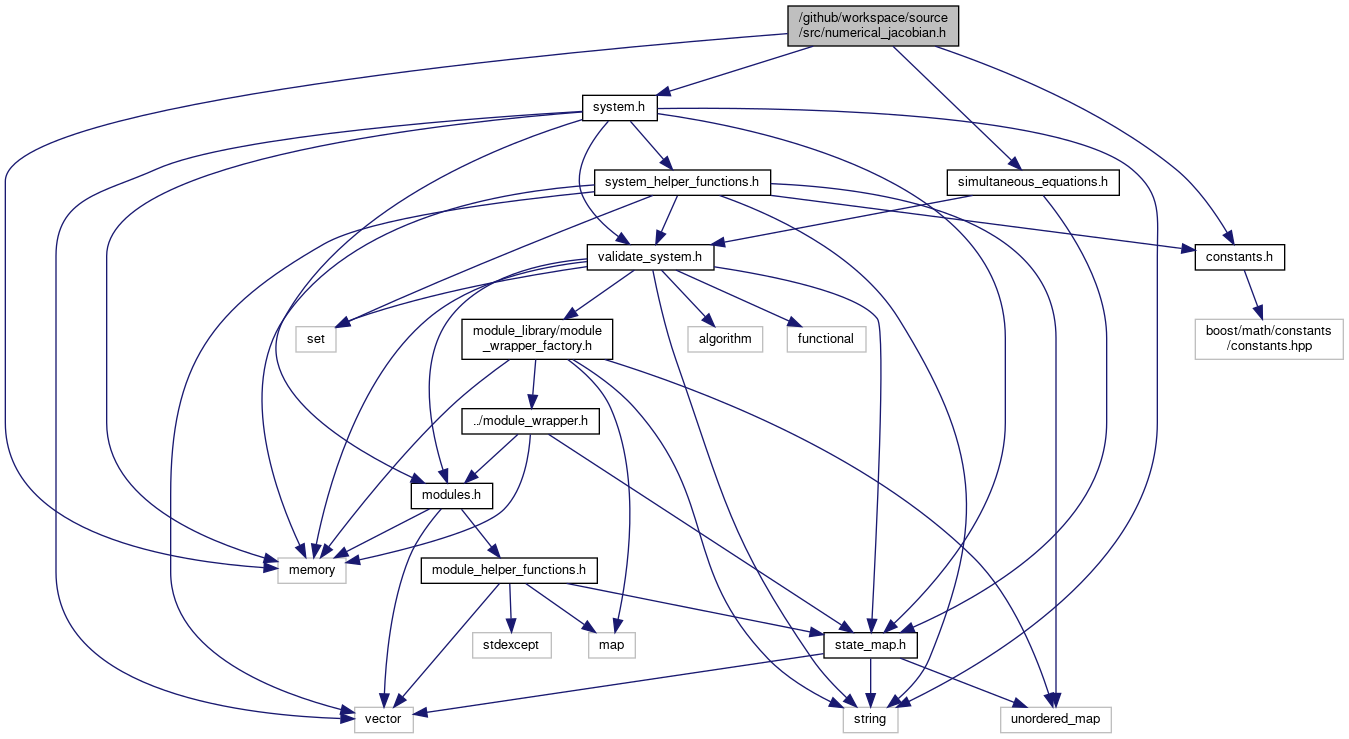 /github/workspace/source
/src/numerical_jacobian.h
system.h
system_helper_functions.h
simultaneous_equations.h
validate_system.h
constants.h
set
module_library/module
_wrapper_factory.h
algorithm
functional
boost/math/constants
/constants.hpp
../module_wrapper.h
modules.h
memory
module_helper_functions.h
stdexcept
map
state_map.h
vector
string
unordered_map